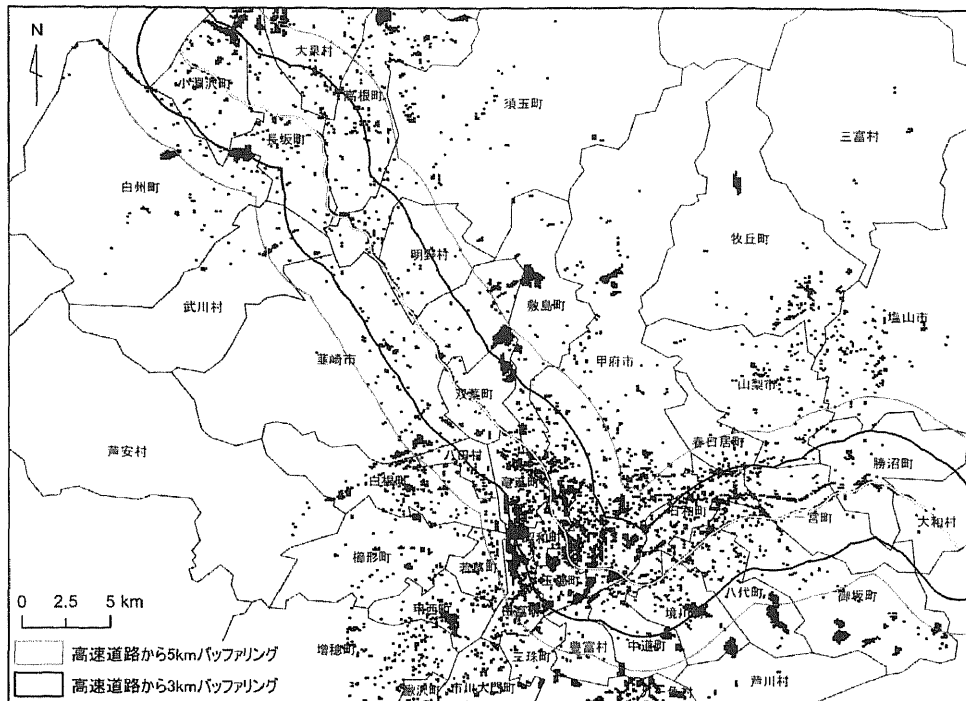 N
大泉村
小淵沢町
高根町
須玉町
三富村
長坂町
白州町
牧丘町
明野村
武川村
敷島町
塩山市
韮崎市
甲府市
山梨市
双葉町
春日居町
芦安村
八田村
白根町
竜王町
勝沼町
石和町
一宮町
大和村
昭和町
櫛形町
若草町
玉穂町
八代町
御坂町
甲西町
田富町
境川村
増穂町
豊富村
中道町
三珠町
芦川村
鰍沢町
市川大門町
0 2.5 5 km
高速道路から5kmバッファリング
高速道路から3kmバッファリング